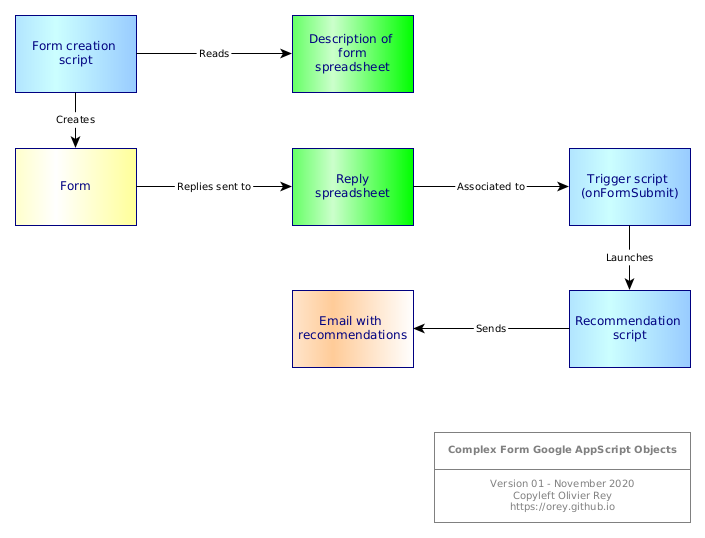 Form creation
script
Reads
Description of
form
spreadsheet
Creates
Form
Replies sent to
Reply
spreadsheet
Associated to
Trigger script
(onFormSubmit)
Launches
Email with
recommendations
Sends
Recommendation
script
Complex Form Google AppScript Objects
Version 01 - November 2020
Copyleft Olivier Rey
https://orey.github.io